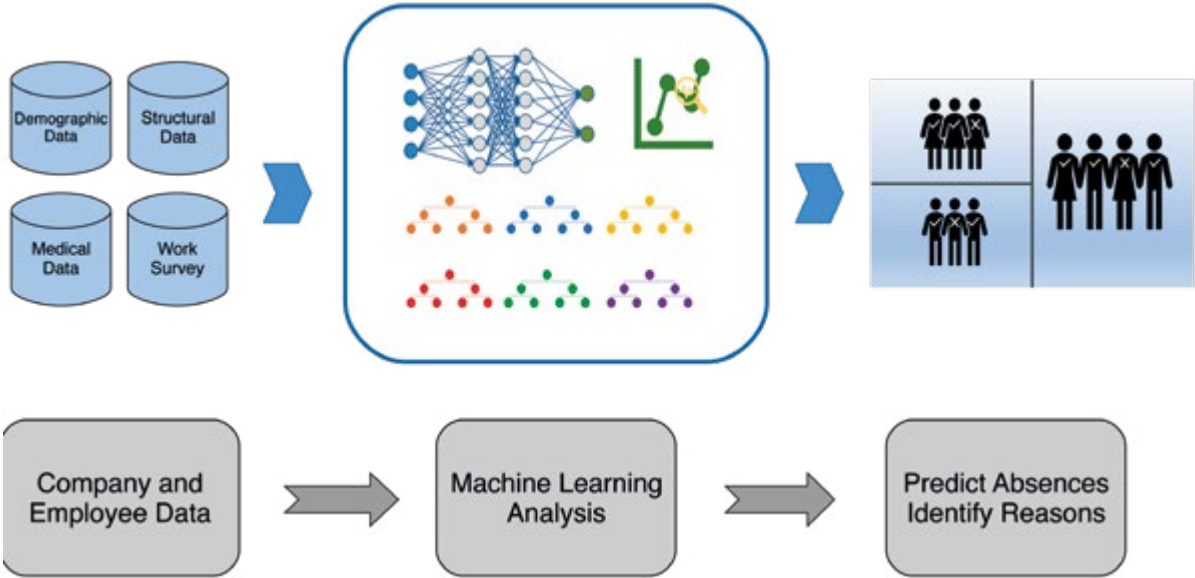 Demographic
Data
Structural
Data
Medical
Data
Work
Survey
Company and
Employee Data
Machine Learning
Analysis
Predict Absences
Identify Reasons